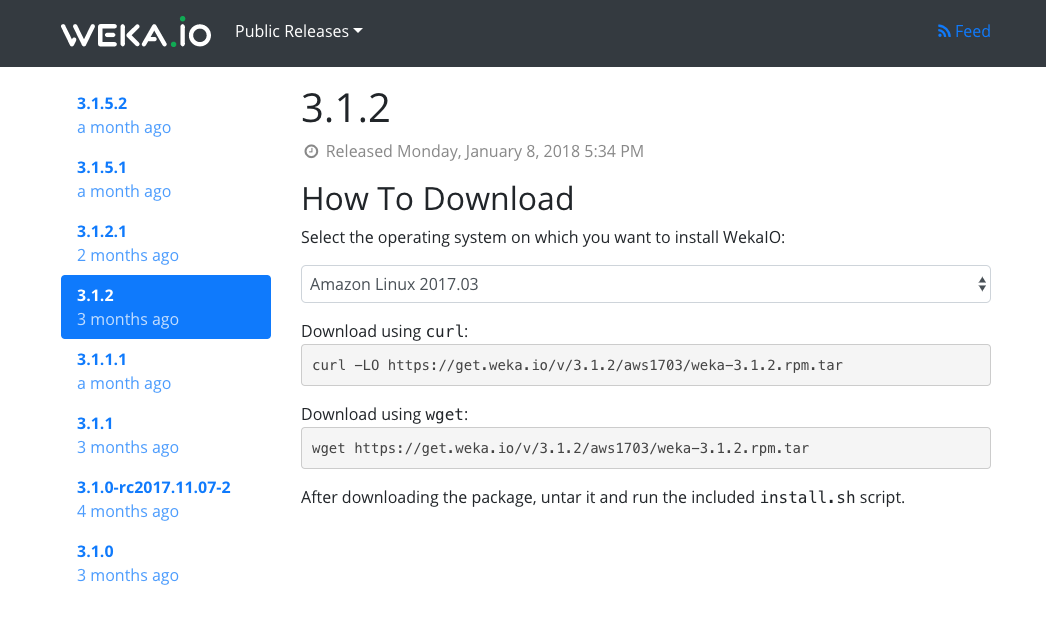 WEKA.iO
Public Releases
Feed
3.1.5.2
a month ago
3.1.5.1
a month ago
3.1.2.1
2 months ago
3.1.2
3 months ago
3.1.1.1
a month ago
3.1.1
3 months ago
3.1.0-rc2017.11.07-2
4 months ago
3.1.0
3 months ago
3.1.2
Released Monday, January 8, 2018 5:34 PM
How To Download
Select the operating system on which you want to install WekaIO:
Amazon Linux 2017.03
Download using curl:
curl -LO https://get.weka.io/v/3.1.2/aws1703/weka-3.1.2.rpm.tar
Download using wget:
wget https://get.weka.io/v/3.1.2/aws1703/weka-3.1.2.rpm.tar
After downloading the package, untar it and run the included install.sh script.